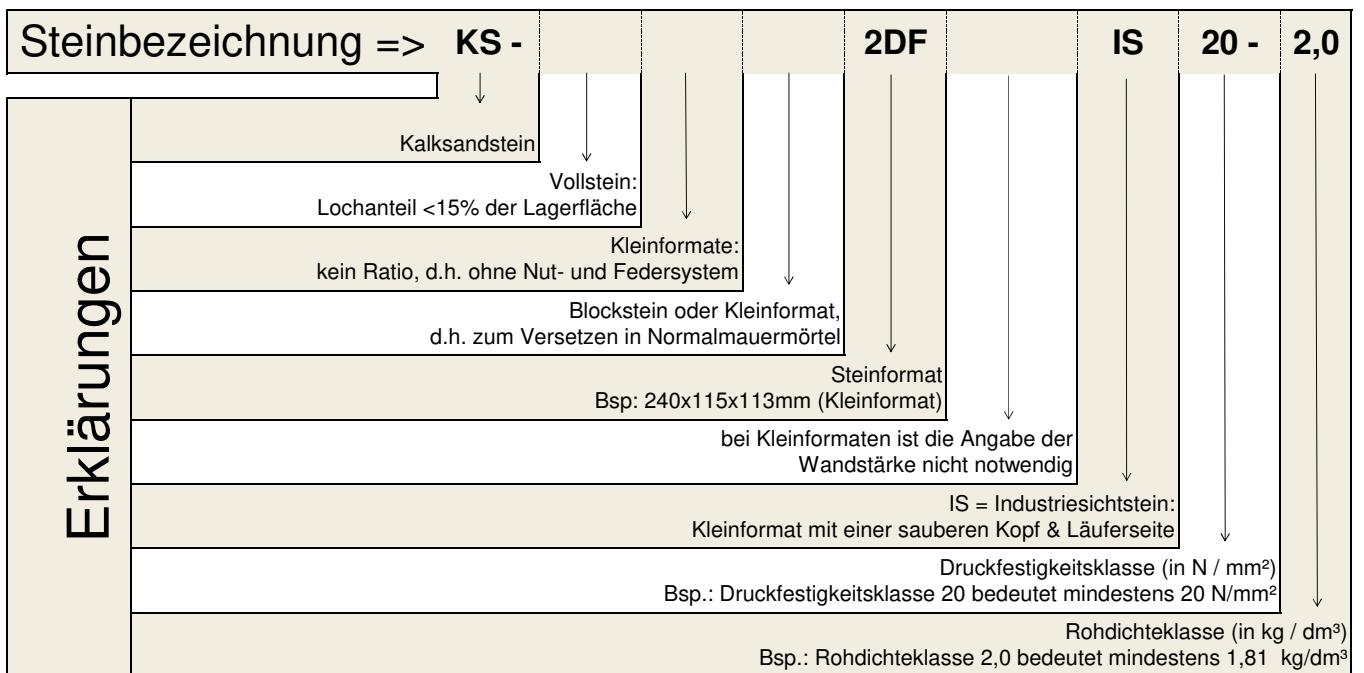 Steinbezeichnung => KS - 2DF IS 20 - 2,0
Erklärungen
Kalksandstein
Vollstein:
Lochanteil <15% der Lagerfläche
Kleinformate:
kein Ratio, d.h. ohne Nut- und Federsystem
Blockstein oder Kleinformat,
d.h. zum Versetzen in Normalmauermörtel
Steinformat
Bsp: 240x115x113mm (Kleinformat)
bei Kleinformaten ist die Angabe der
Wandstärke nicht notwendig
IS = Industriesichtstein:
Kleinformat mit einer sauberen Kopf & Läuferseite
Druckfestigkeitsklasse (in N / mm²)
Bsp.: Druckfestigkeitsklasse 20 bedeutet mindestens 20 N/mm²
Rohdichteklasse (in kg / dm³)
Bsp.: Rohdichteklasse 2,0 bedeutet mindestens 1,81 kg/dm³